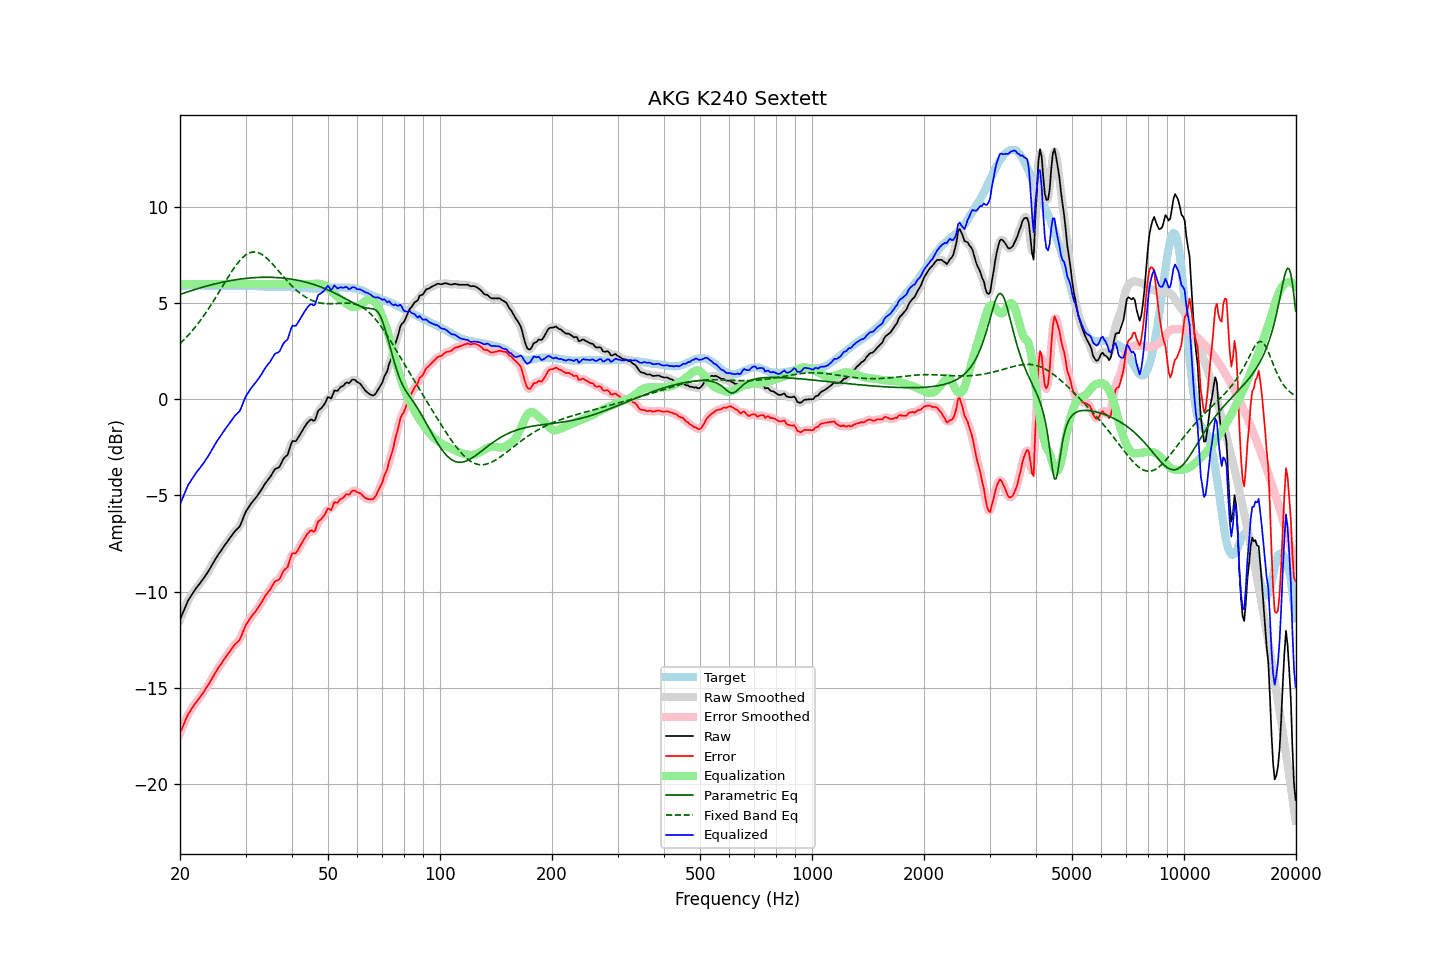 AKG K240 Sextett
Amplitude (dBr)
10
5
0
−5
−10
−15
−20
Target
Raw Smoothed
Error Smoothed
Raw
Error
Equalization
Parametric Eq
Fixed Band Eq
Equalized
20 50 100 200 500 1000 2000 5000 10000 20000
Frequency (Hz)